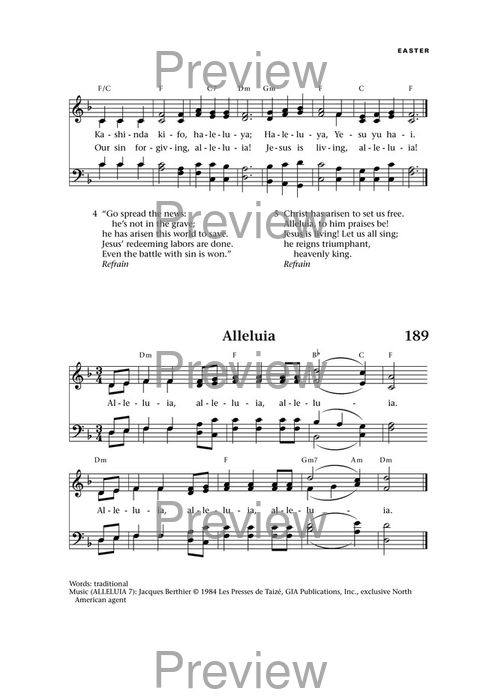 Preview
EASTER
F/C F C7 Dm Gm F C F
Ka - shi-nda ki - fo, ha - le - lu - ya; Ha - le - lu - ya, Ye - su yu ha - i.
Our sin for - giv - ing, al - le - lu - ia! Je - sus is liv - ing, al - le - lu - ia!
Preview
4 “Go spread the news:
he’s not in the grave;
he has arisen this world to save.
Jesus’ redeeming labors are done.
Even the battle with sin is won.”
Refrain
5 Christ has arisen to set us free.
Alleluia, to him praises be!
Jesus is living! Let us all sing;
he reigns triumphant,
heavenly king.
Refrain
Alleluia 189
Dm F B♭ C F
Preview
Al - le - lu - ia, al - le - lu - ia, al - le - lu - ia.
Dm F Gm7 Am Dm
Al - le - lu - ia, al - le - lu - ia, al - le - lu - ia.
Preview
Words: traditional
Music (ALLELUIA 7): Jacques Berthier © 1984 Les Presses de Taizé, GIA Publications, Inc., exclusive North
American agent
Preview